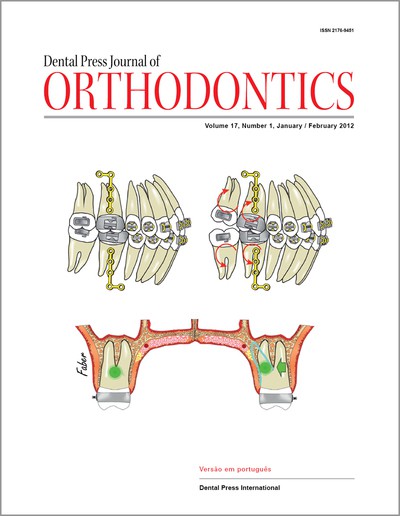 ISSN 2176-9451
Dental Press Journal of
ORTHODONTICS
Volume 17, Number 1, January / February 2012
Faber
Versão em português
Dental Press International